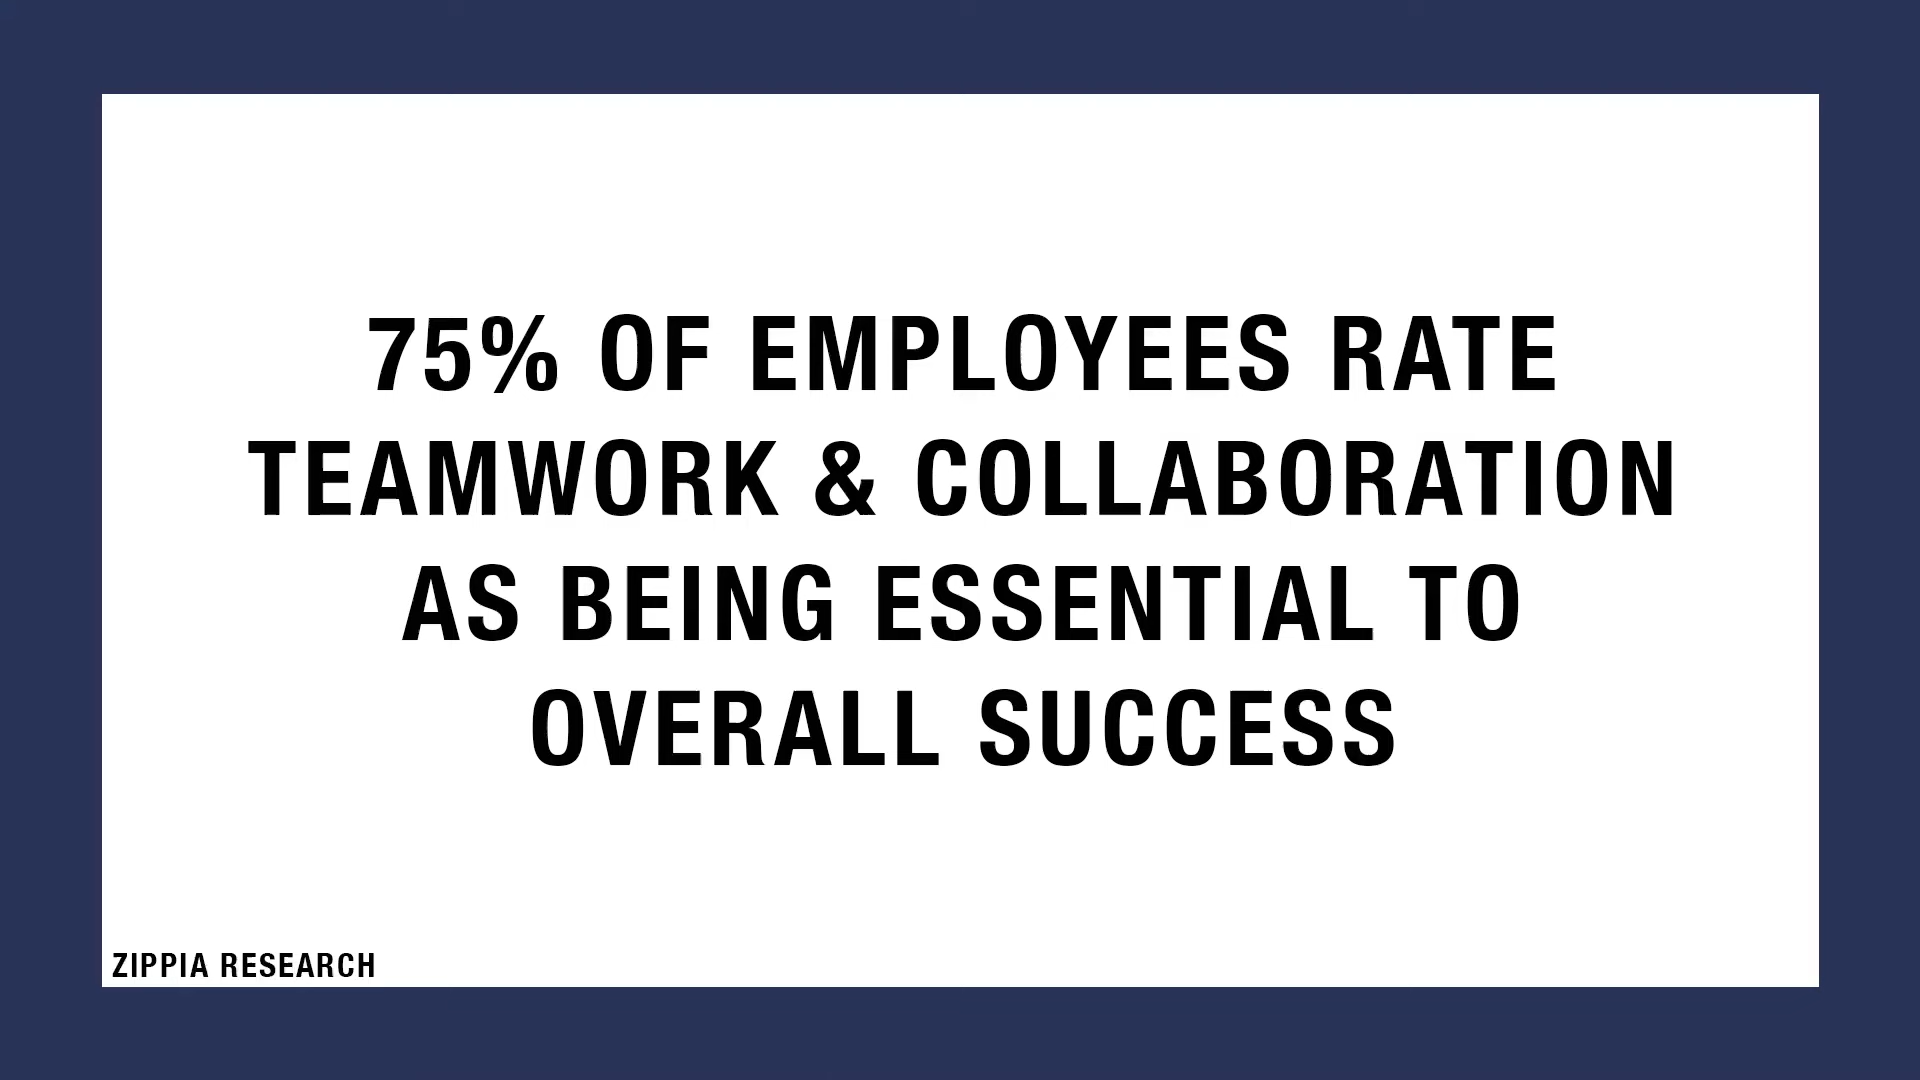 75% OF EMPLOYEES RATE
TEAMWORK & COLLABORATION
AS BEING ESSENTIAL TO
OVERALL SUCCESS
ZIPPIA RESEARCH